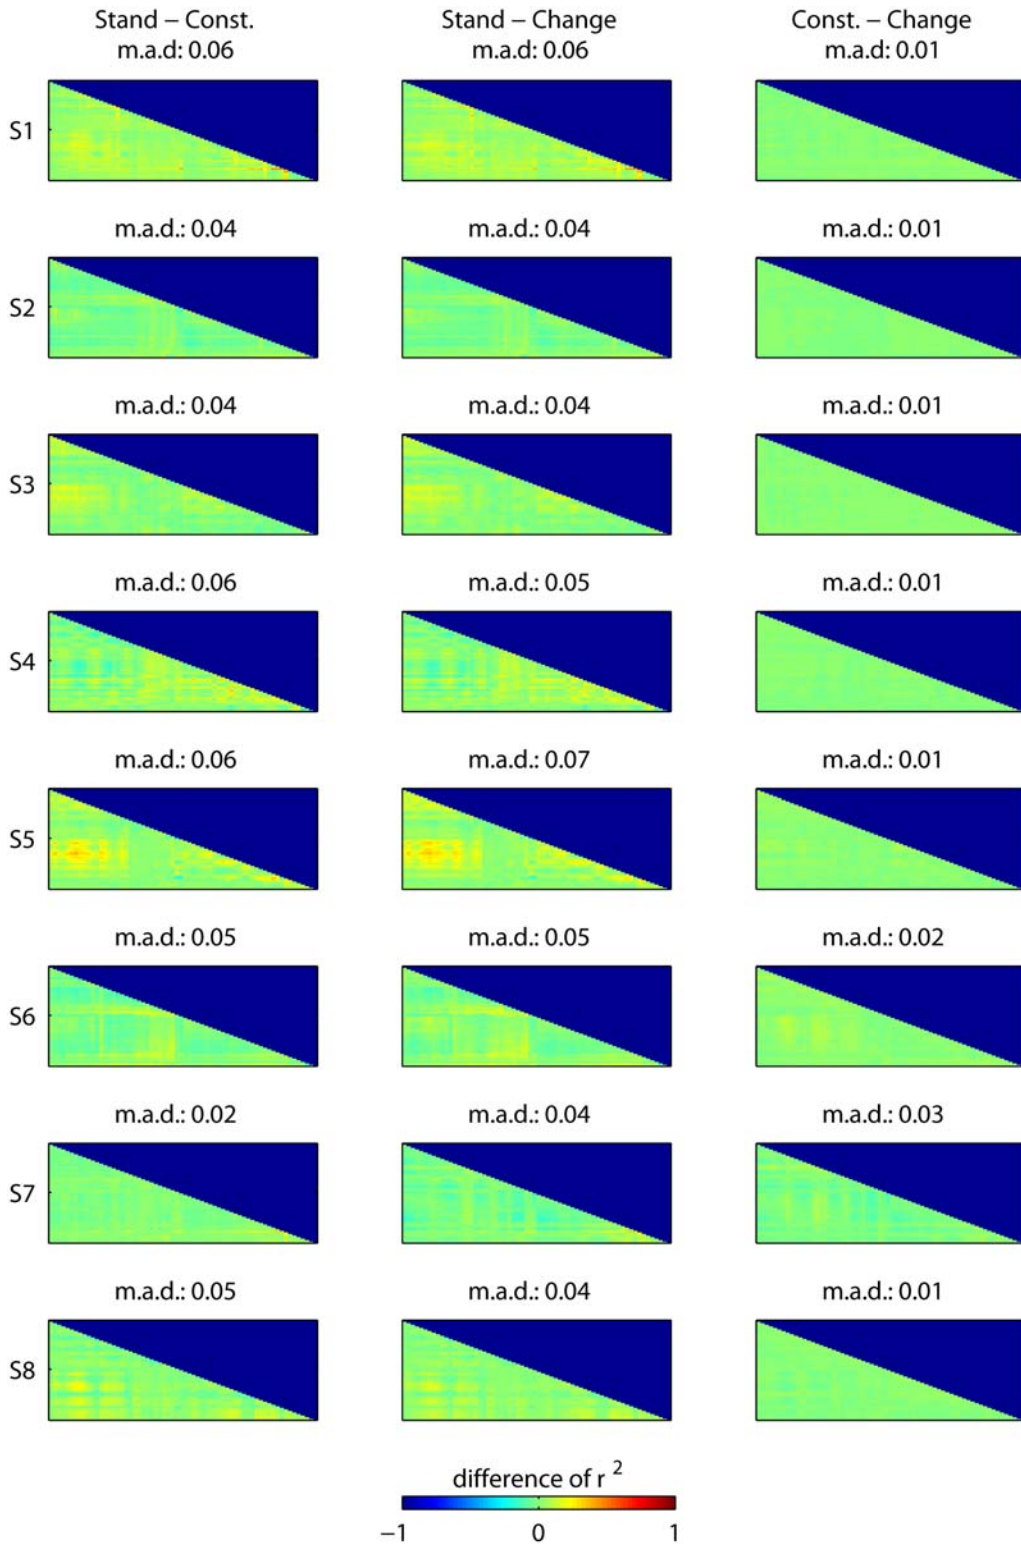 Stand – Const. Stand – Change Const. – Change
m.a.d: 0.06 m.a.d: 0.06 m.a.d: 0.01
S1
m.a.d.: 0.04 m.a.d.: 0.04 m.a.d.: 0.01
S2
m.a.d.: 0.04 m.a.d.: 0.04 m.a.d.: 0.01
S3
m.a.d.: 0.06 m.a.d.: 0.05 m.a.d.: 0.01
S4
m.a.d.: 0.06 m.a.d.: 0.07 m.a.d.: 0.01
S5
m.a.d.: 0.05 m.a.d.: 0.05 m.a.d.: 0.02
S6
m.a.d.: 0.02 m.a.d.: 0.04 m.a.d.: 0.03
S7
m.a.d.: 0.05 m.a.d.: 0.04 m.a.d.: 0.01
S8
difference of r ²
−1 0 1